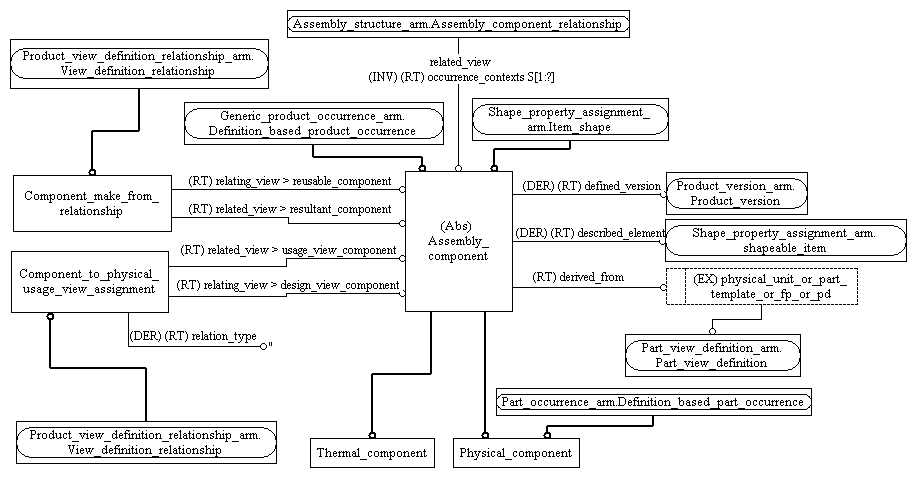 Assembly_structure_arm.Assembly_component_relationship
Product_view_definition_relationship_arm.
View_definition_relationship
related_view
(INV) (RT) occurrence_contexts S[1:?]
Generic_product_occurrence_arm.
Definition_based_product_occurrence
Shape_property_assignment_
arm.Item_shape
Component_make_from_
relationship
(RT) relating_view > reusable_component
(RT) related_view > resultant_component
(Abs)
Assembly_
component
(DER) (RT) defined_version
Product_version_arm.
Product_version
(DER) (RT) described_element
Shape_property_assignment_arm.
shapeable_item
Component_to_physical_
usage_view_assignment
(RT) related_view > usage_view_component
(RT) relating_view > design_view_component
(RT) derived_from
(EX) physical_unit_or_part_
template_or_fp_or_pd
(DER) (RT) relation_type
"
Part_view_definition_arm.
Part_view_definition
Part_occurrence_arm.Definition_based_part_occurrence
Product_view_definition_relationship_arm.
View_definition_relationship
Thermal_component
Physical_component